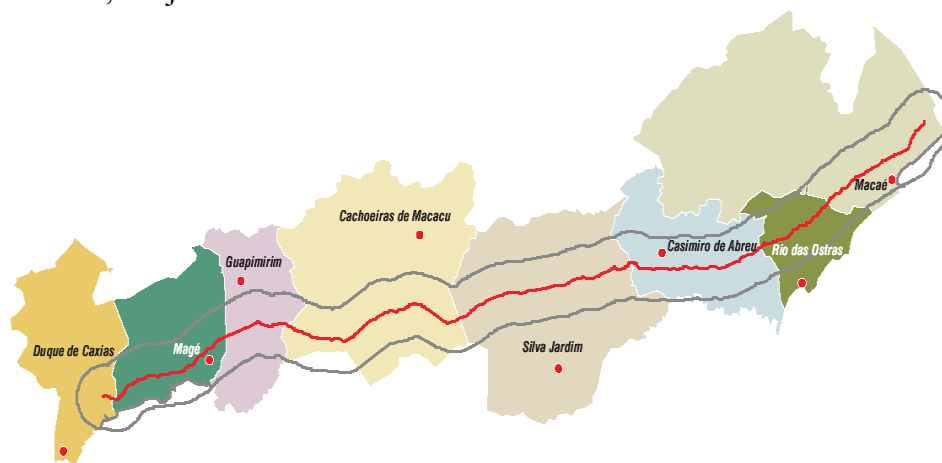 Macaé
Cachoeiras de Macacu
Casimiro de Abreu
Rio das Ostras
Guapimirim
Duque de Caxias
Magé
Silva Jardim